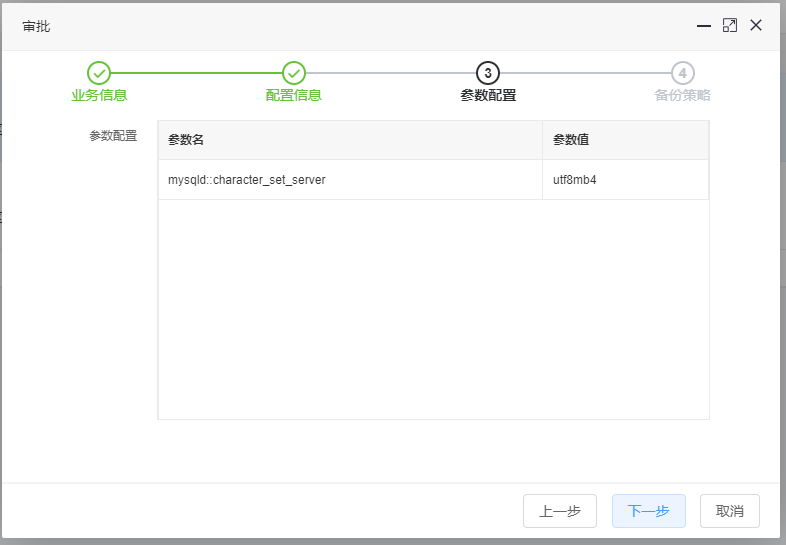 审批
3
4
业务信息
配置信息
参数配置
备份策略
参数配置
参数名
参数值
mysqld::character_set_server
utf8mb4
上一步
下一步
取消